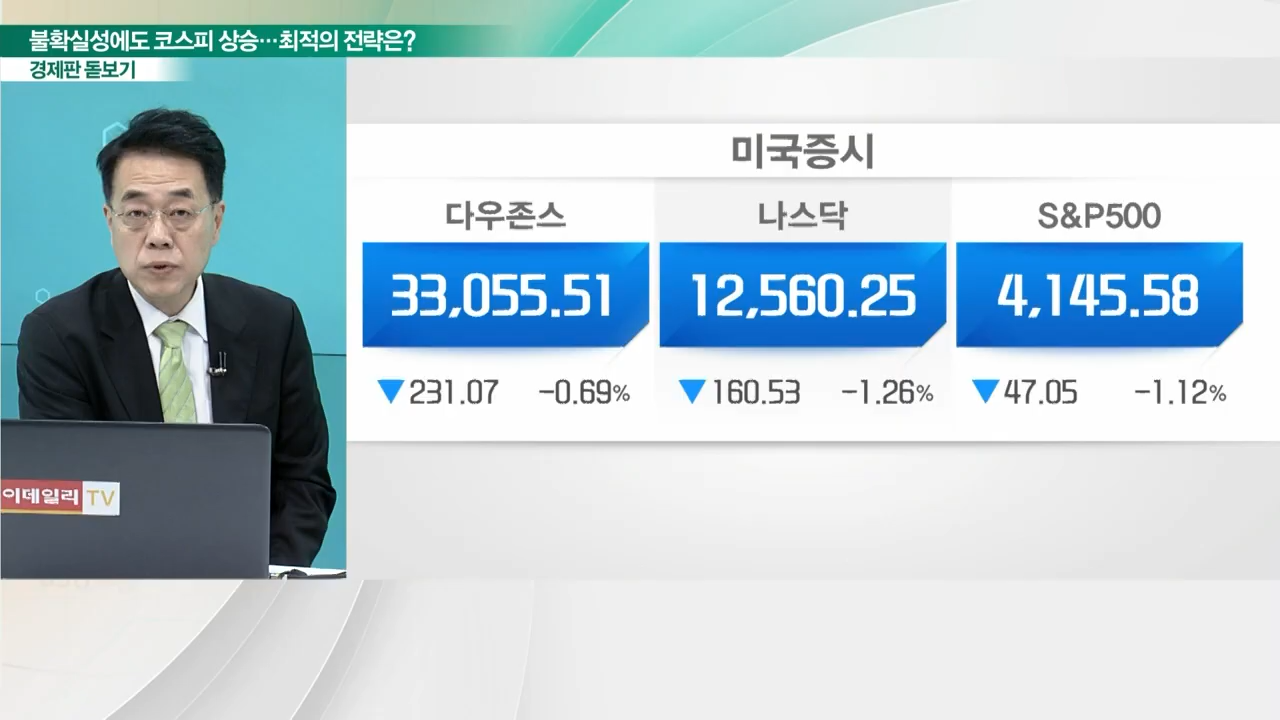 불확실성에도 코스피 상승…최적의 전략은?
경제판 돋보기
미국증시
다우존스 나스닥 S&P500
33,055.51 12,560.25 4,145.58
▼231.07 -0.69% ▼160.53 -1.26% ▼47.05 -1.12%
이데일리TV